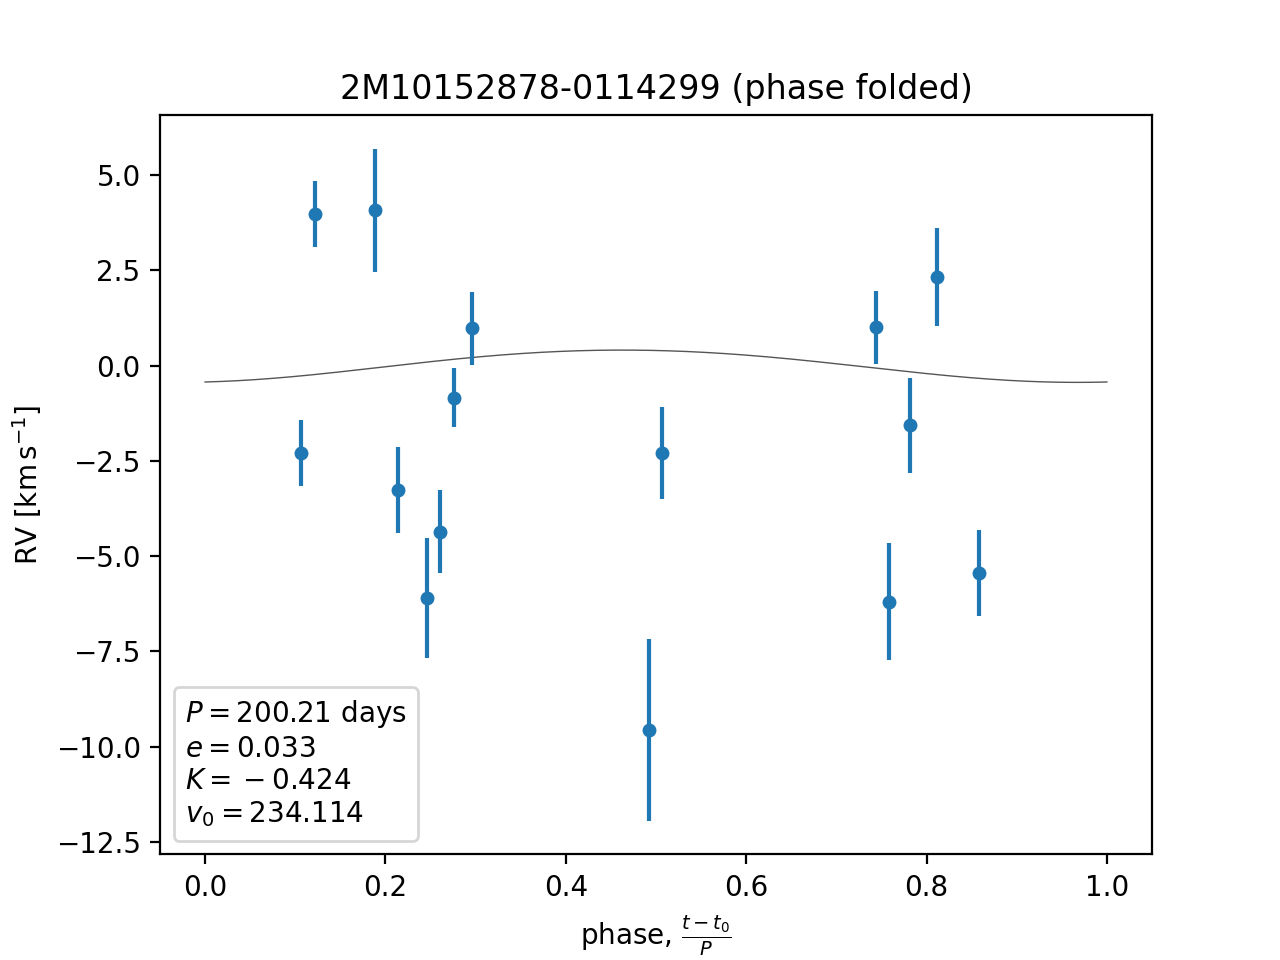 2M10152878-0114299 (phase folded)
5.0
2.5
0.0
−2.5
−5.0
−7.5
−10.0
−12.5
RV [km s⁻¹]
P = 200.21 days
e = 0.033
K = −0.424
v₀ = 234.114
0.0 0.2 0.4 0.6 0.8 1.0
phase, (t − t₀)/P